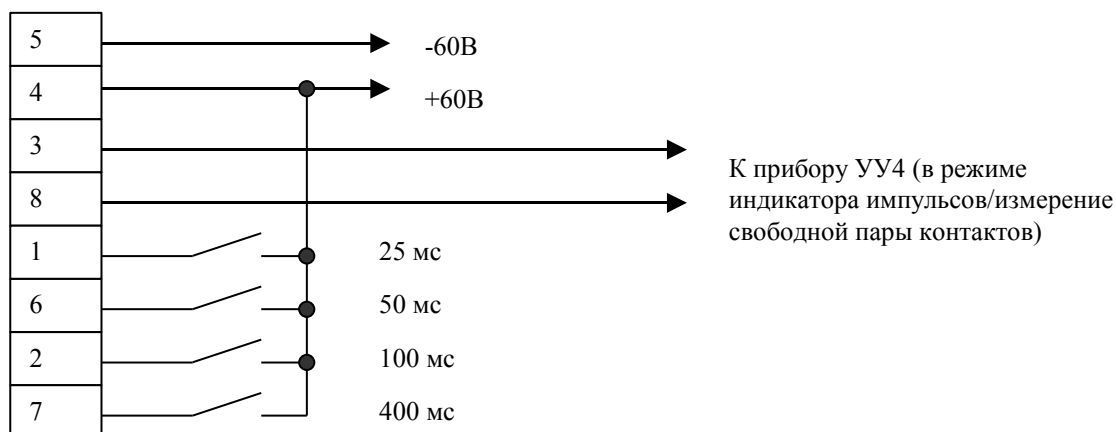 5
-60В
4
+60В
3
К прибору УУ4 (в режиме
индикатора импульсов/измерение
свободной пары контактов)
8
1
25 мс
6
50 мс
2
100 мс
7
400 мс